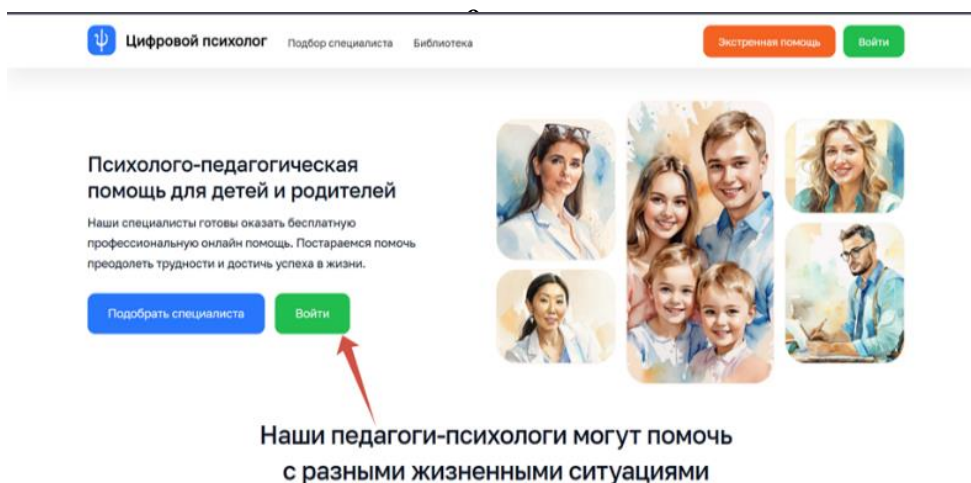 Цифровой психолог
Подбор специалиста
Библиотека
Экстренная помощь
Войти
Психолого-педагогическая
помощь для детей и родителей
Наши специалисты готовы оказать бесплатную
профессиональную онлайн помощь. Постараемся помочь
преодолеть трудности и достичь успеха в жизни.
Подобрать специалиста
Войти
Наши педагоги-психологи могут помочь
с разными жизненными ситуациями